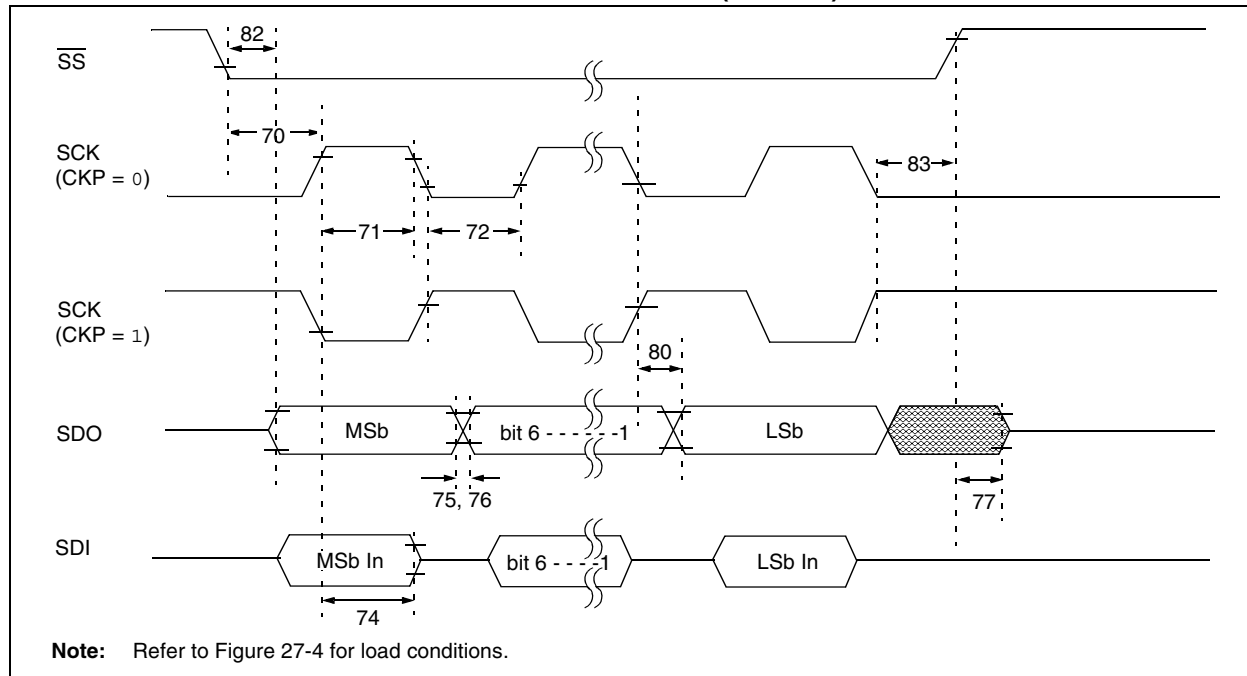 82
SS
70
SCK
(CKP = 0)
83
71
72
SCK
(CKP = 1)
80
SDO
MSb
bit 6 - - - - - -1
LSb
75, 76
77
SDI
MSb In
bit 6 - - - -1
LSb In
74
Note: Refer to Figure 27-4 for load conditions.